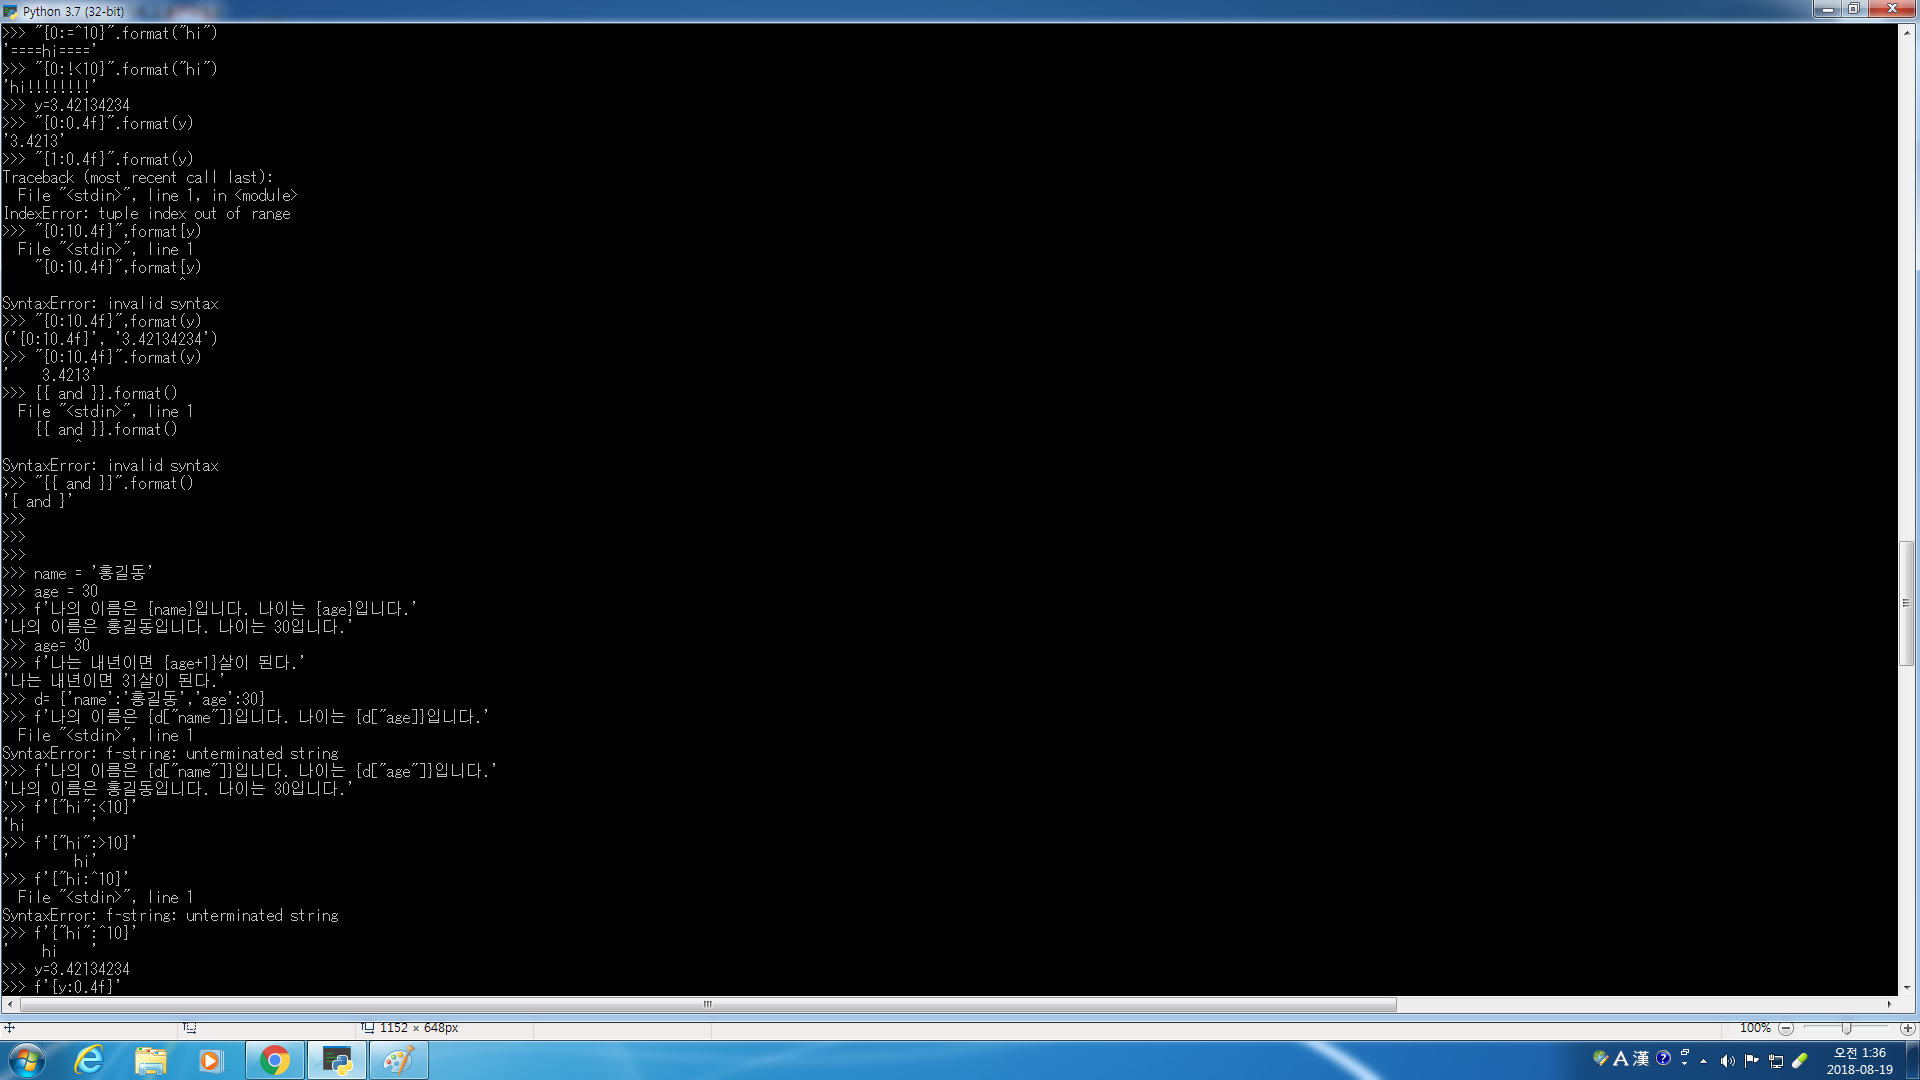 Python 3.7 (32-bit)
>>> "{0:=^10}".format("hi")
'====hi===='
>>> "{0:!<10}".format("hi")
'hi!!!!!!!!'
>>> y=3.42134234
>>> "{0:0.4f}".format(y)
'3.4213'
>>> "{1:0.4f}".format(y)
Traceback (most recent call last):
  File "<stdin>", line 1, in <module>
IndexError: tuple index out of range
>>> "{0:10.4f}",format{y)
  File "<stdin>", line 1
    "{0:10.4f}",format{y)
                      ^
SyntaxError: invalid syntax
>>> "{0:10.4f}",format(y)
('{0:10.4f}', '3.42134234')
>>> "{0:10.4f}".format(y)
'    3.4213'
>>> {{ and }}.format()
  File "<stdin>", line 1
    {{ and }}.format()
         ^
SyntaxError: invalid syntax
>>> "{{ and }}".format()
'{ and }'
>>>
>>>
>>>
>>> name = '홍길동'
>>> age = 30
>>> f'나의 이름은 {name}입니다. 나이는 {age}입니다.'
'나의 이름은 홍길동입니다. 나이는 30입니다.'
>>> age= 30
>>> f'나는 내년이면 {age+1}살이 된다.'
'나는 내년이면 31살이 된다.'
>>> d= {'name':'홍길동','age':30}
>>> f'나의 이름은 {d["name"]}입니다. 나이는 {d["age]}입니다.'
  File "<stdin>", line 1
SyntaxError: f-string: unterminated string
>>> f'나의 이름은 {d["name"]}입니다. 나이는 {d["age"]}입니다.'
'나의 이름은 홍길동입니다. 나이는 30입니다.'
>>> f'{"hi":<10}'
'hi        '
>>> f'{"hi":>10}'
'        hi'
>>> f'{"hi:^10}'
  File "<stdin>", line 1
SyntaxError: f-string: unterminated string
>>> f'{"hi":^10}'
'    hi    '
>>> y=3.42134234
>>> f'{y:0.4f}'
1152 × 648px
100%
A 漢
오전 1:36
2018-08-19